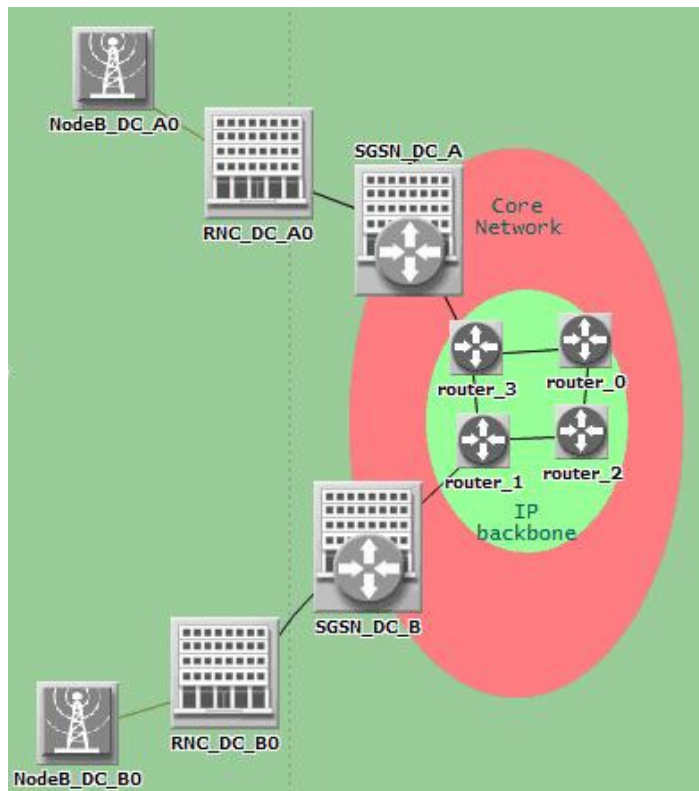 NodeB_DC_A0
RNC_DC_A0
SGSN_DC_A
Core
Network
router_3
router_0
router_1
router_2
IP
backbone
SGSN_DC_B
RNC_DC_B0
NodeB_DC_B0